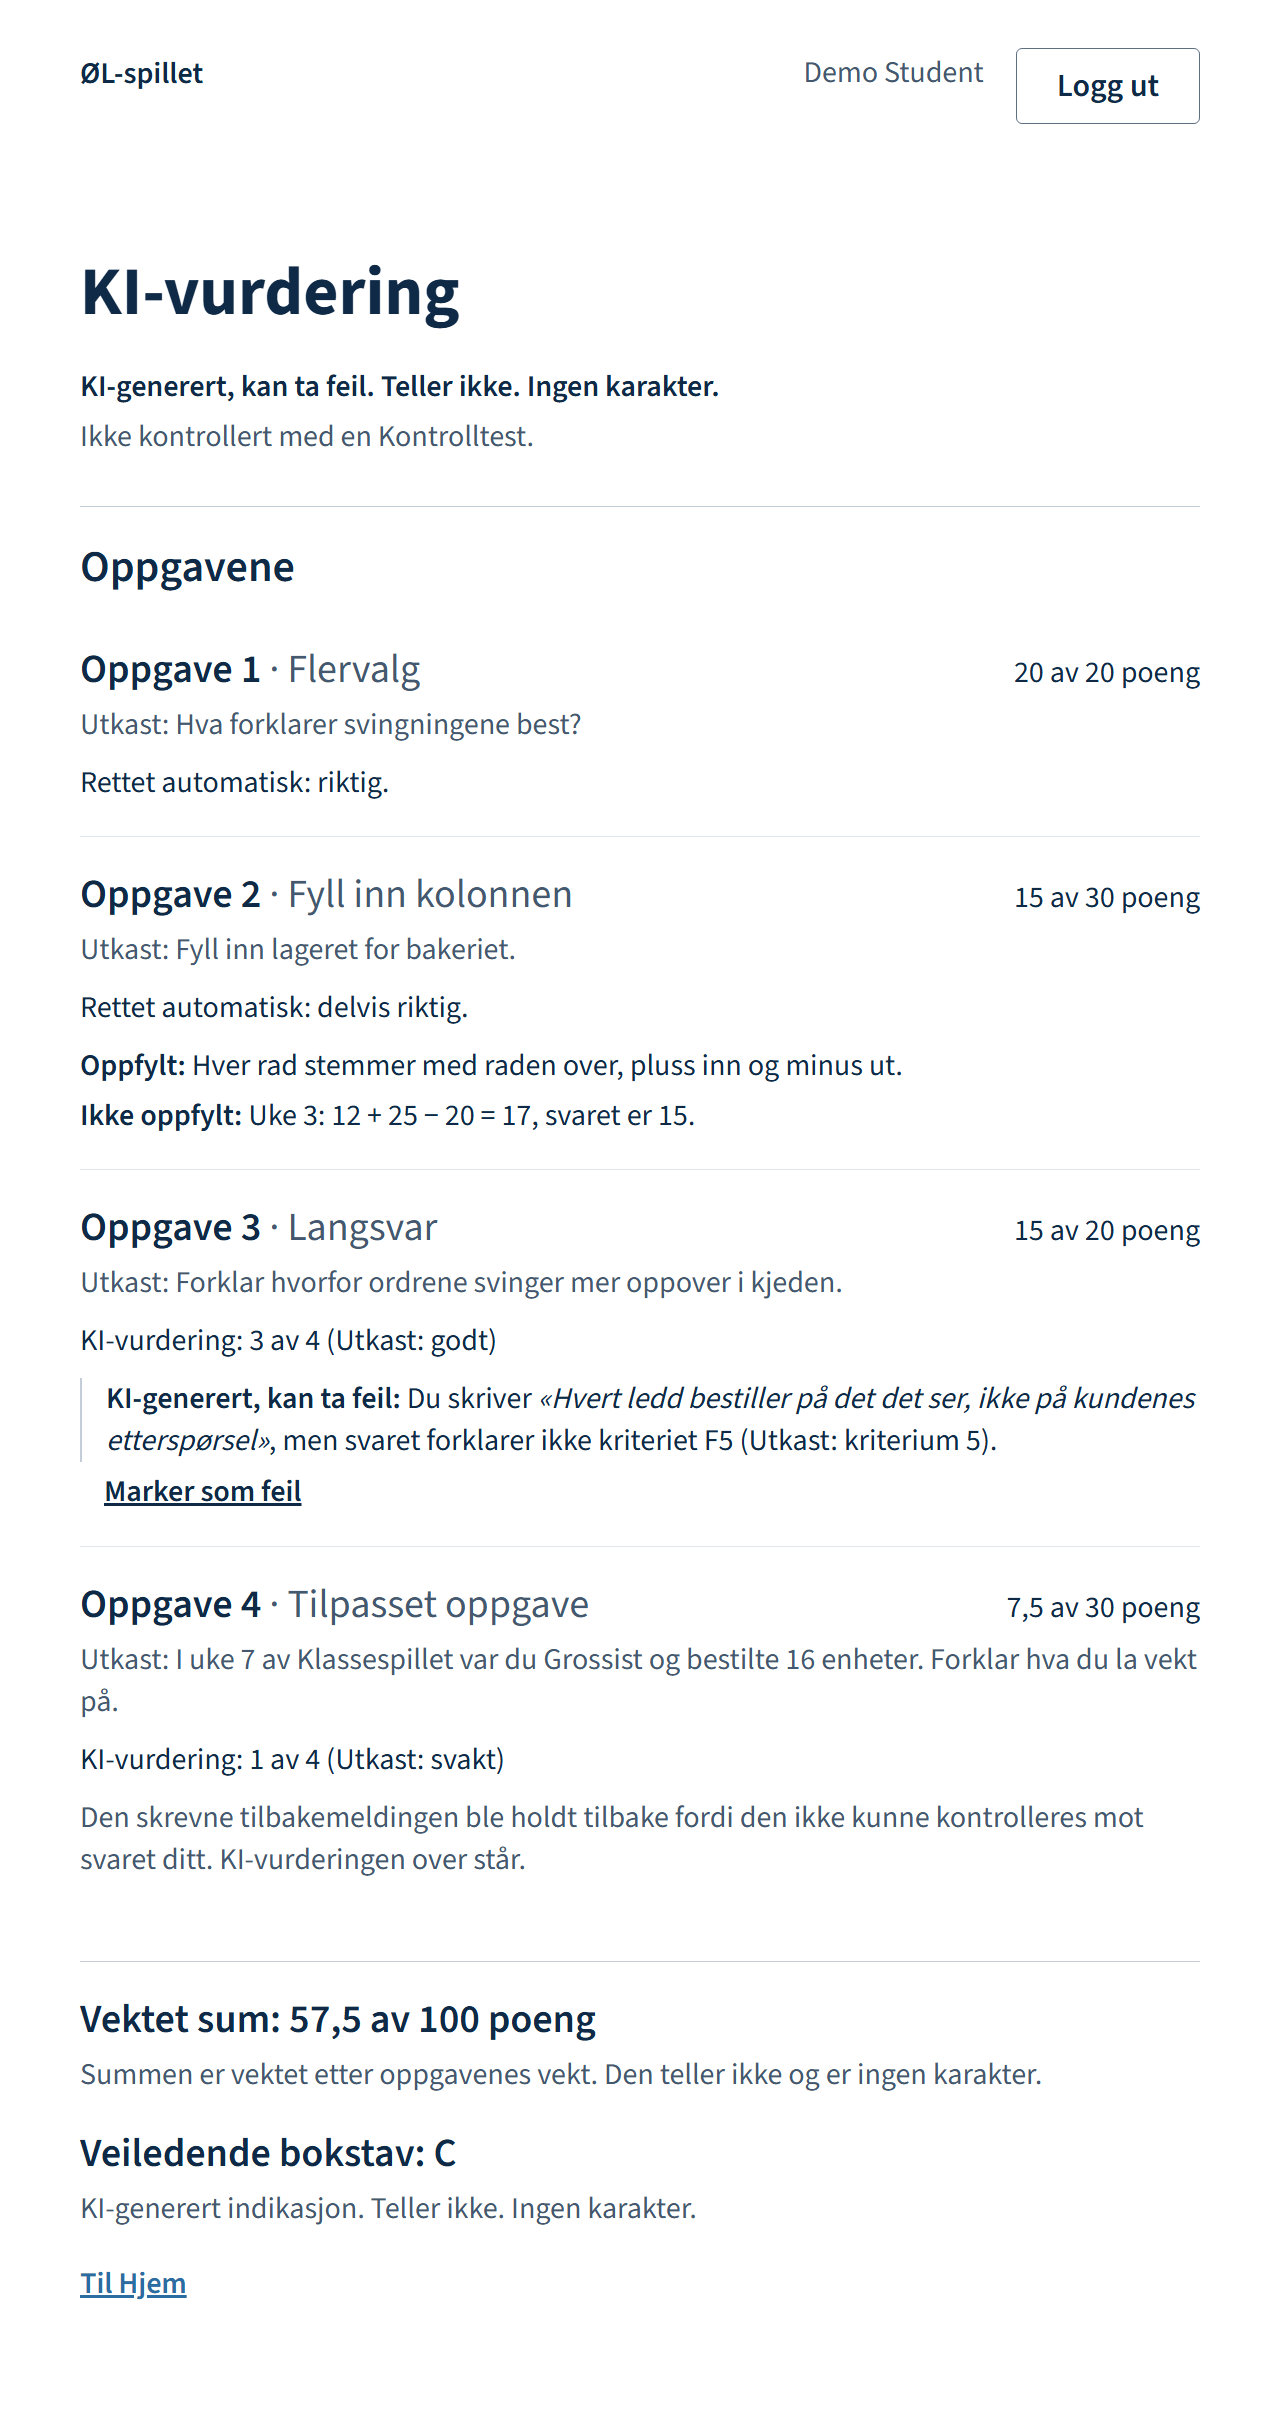 ØL-spillet
Demo Student
Logg ut
KI-vurdering
KI-generert, kan ta feil. Teller ikke. Ingen karakter.
Ikke kontrollert med en Kontrolltest.
Oppgavene
Oppgave 1 · Flervalg
20 av 20 poeng
Utkast: Hva forklarer svingningene best?
Rettet automatisk: riktig.
Oppgave 2 · Fyll inn kolonnen
15 av 30 poeng
Utkast: Fyll inn lageret for bakeriet.
Rettet automatisk: delvis riktig.
Oppfylt: Hver rad stemmer med raden over, pluss inn og minus ut.
Ikke oppfylt: Uke 3: 12 + 25 − 20 = 17, svaret er 15.
Oppgave 3 · Langsvar
15 av 20 poeng
Utkast: Forklar hvorfor ordrene svinger mer oppover i kjeden.
KI-vurdering: 3 av 4 (Utkast: godt)
KI-generert, kan ta feil: Du skriver «Hvert ledd bestiller på det det ser, ikke på kundenes
etterspørsel», men svaret forklarer ikke kriteriet F5 (Utkast: kriterium 5).
Marker som feil
Oppgave 4 · Tilpasset oppgave
7,5 av 30 poeng
Utkast: I uke 7 av Klassespillet var du Grossist og bestilte 16 enheter. Forklar hva du la vekt
på.
KI-vurdering: 1 av 4 (Utkast: svakt)
Den skrevne tilbakemeldingen ble holdt tilbake fordi den ikke kunne kontrolleres mot
svaret ditt. KI-vurderingen over står.
Vektet sum: 57,5 av 100 poeng
Summen er vektet etter oppgavenes vekt. Den teller ikke og er ingen karakter.
Veiledende bokstav: C
KI-generert indikasjon. Teller ikke. Ingen karakter.
Til Hjem